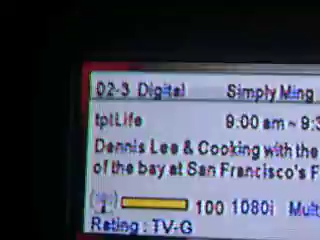 02-3 Digital Simply Ming
tptLife 9:00 am ~ 9:3
Dennis Lee & Cooking with the
of the bay at San Francisco's F
100 1080i Mult
Rating : TV-G